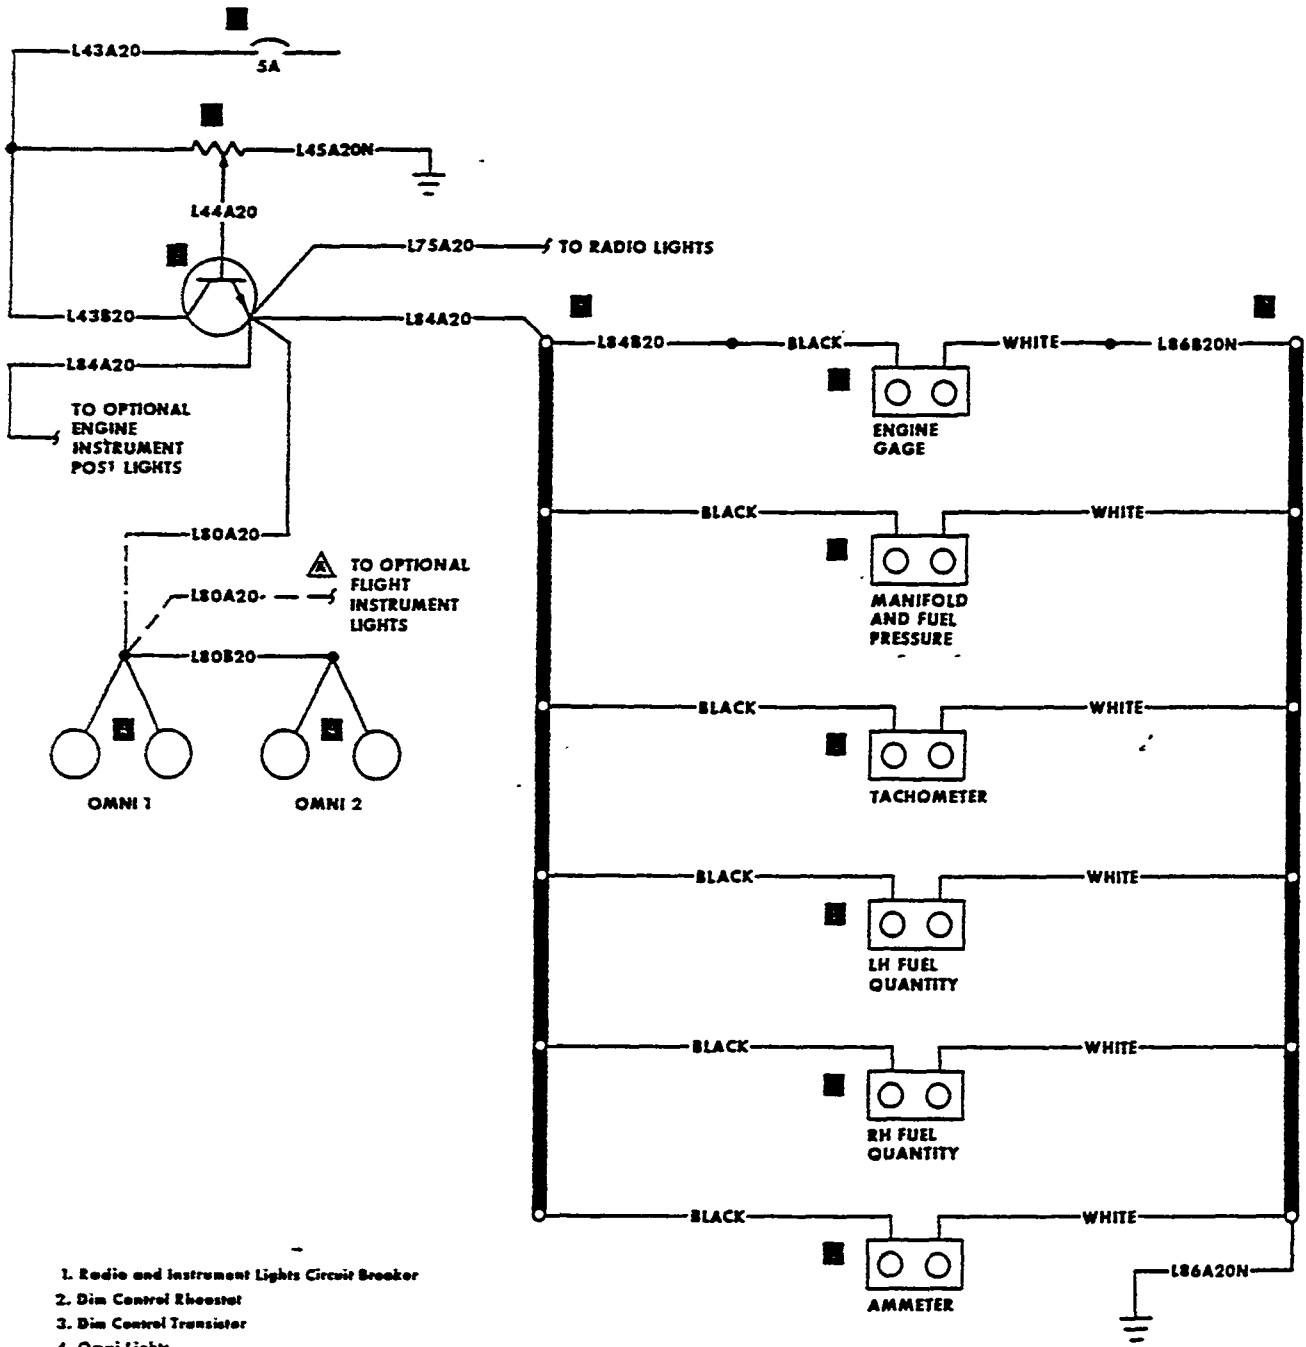 L43A20
5A
L45A20N
L44A20
L75A20 TO RADIO LIGHTS
L43B20
L84A20
L84A20
TO OPTIONAL
ENGINE
INSTRUMENT
POST LIGHTS
L84B20 BLACK WHITE L86B20N
ENGINE
GAGE
L80A20
TO OPTIONAL
FLIGHT
INSTRUMENT
LIGHTS
L80A20
BLACK WHITE
MANIFOLD
AND FUEL
PRESSURE
L80B20
OMNI 1
OMNI 2
BLACK WHITE
TACHOMETER
BLACK WHITE
LH FUEL
QUANTITY
BLACK WHITE
RH FUEL
QUANTITY
BLACK WHITE
AMMETER
L86A20N
1. Radio and Instrument Lights Circuit Breaker
2. Dim Control Rheostat
3. Dim Control Transistor
4. Omni Lights